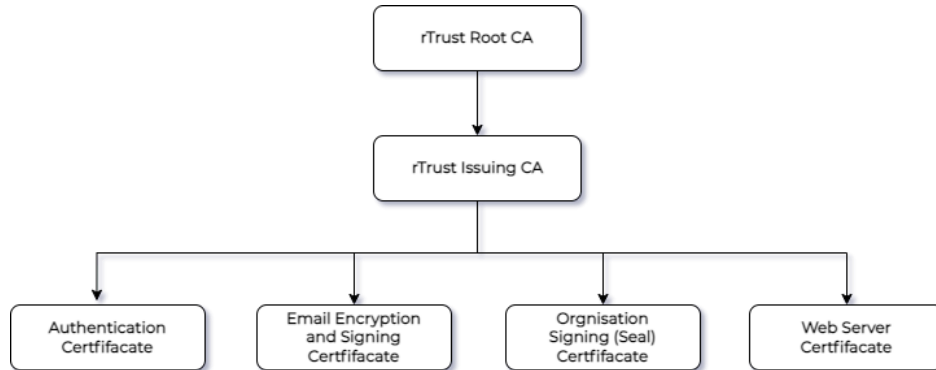 rTrust Root CA
rTrust Issuing CA
Authentication
Certfifacate
Email Encryption
and Signing
Certfifacate
Orgnisation
Signing (Seal)
Certfifacate
Web Server
Certfifacate